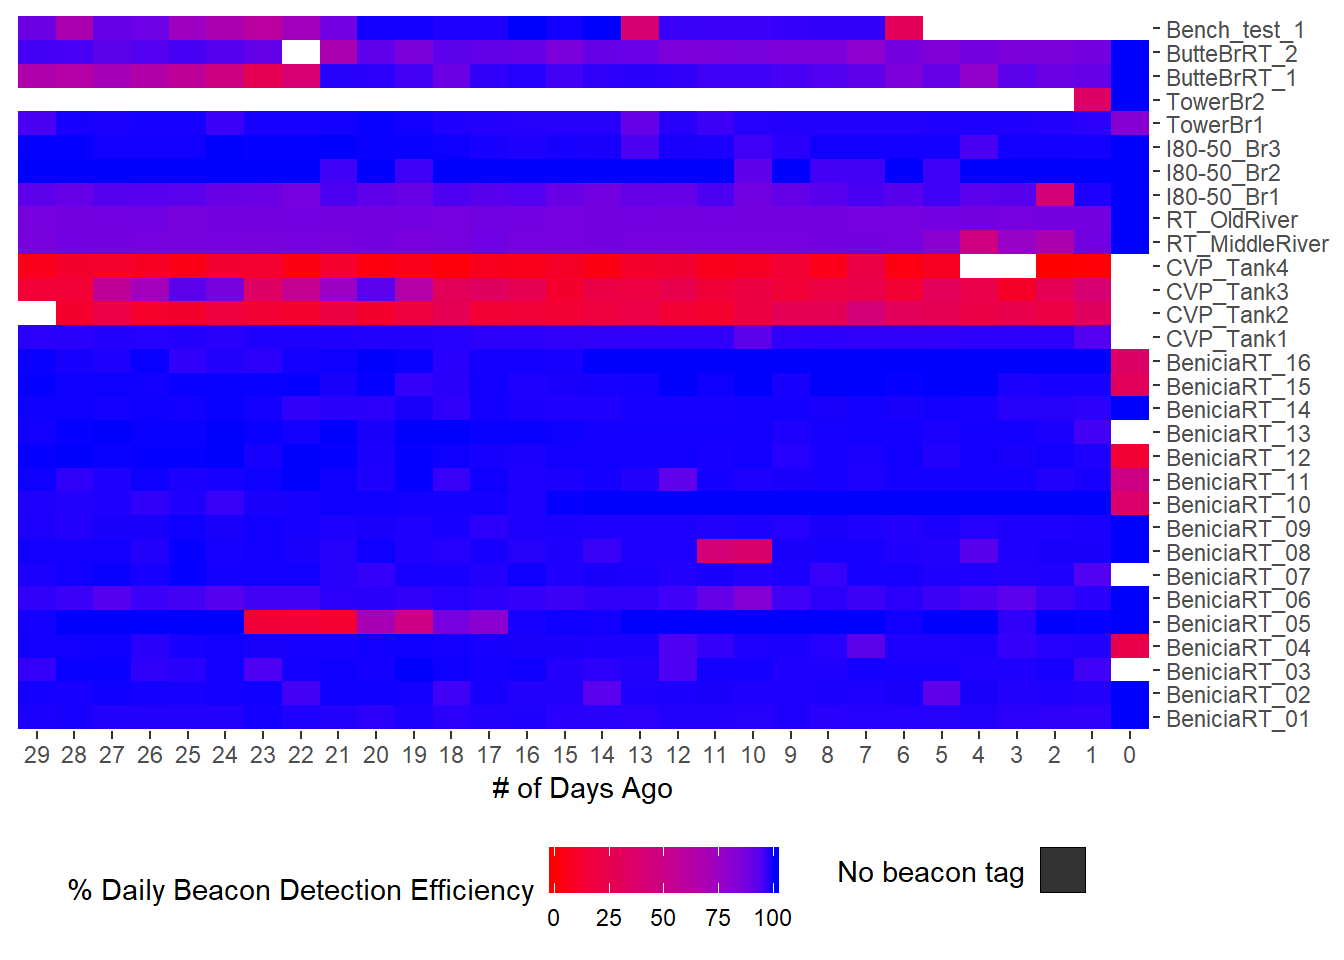 Bench_test_1
ButteBrRT_2
ButteBrRT_1
TowerBr2
TowerBr1
I80-50_Br3
I80-50_Br2
I80-50_Br1
RT_OldRiver
RT_MiddleRiver
CVP_Tank4
CVP_Tank3
CVP_Tank2
CVP_Tank1
BeniciaRT_16
BeniciaRT_15
BeniciaRT_14
BeniciaRT_13
BeniciaRT_12
BeniciaRT_11
BeniciaRT_10
BeniciaRT_09
BeniciaRT_08
BeniciaRT_07
BeniciaRT_06
BeniciaRT_05
BeniciaRT_04
BeniciaRT_03
BeniciaRT_02
BeniciaRT_01
29 28 27 26 25 24 23 22 21 20 19 18 17 16 15 14 13 12 11 10 9 8 7 6 5 4 3 2 1 0
# of Days Ago
% Daily Beacon Detection Efficiency
0 25 50 75 100
No beacon tag